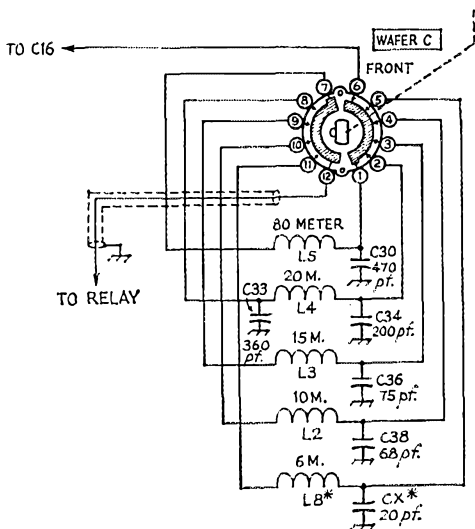 WAFER C
TO C16
FRONT
7
6
8
5
9
4
10
3
11
2
12
1
80 METER
L5
C30
470
pf.
TO RELAY
C33
360
pf.
20 M.
L4
C34
200pf.
15 M.
L3
C36
75pf.
10 M.
L2
C38
68pf.
6 M.
L8*
CX*
20pf.